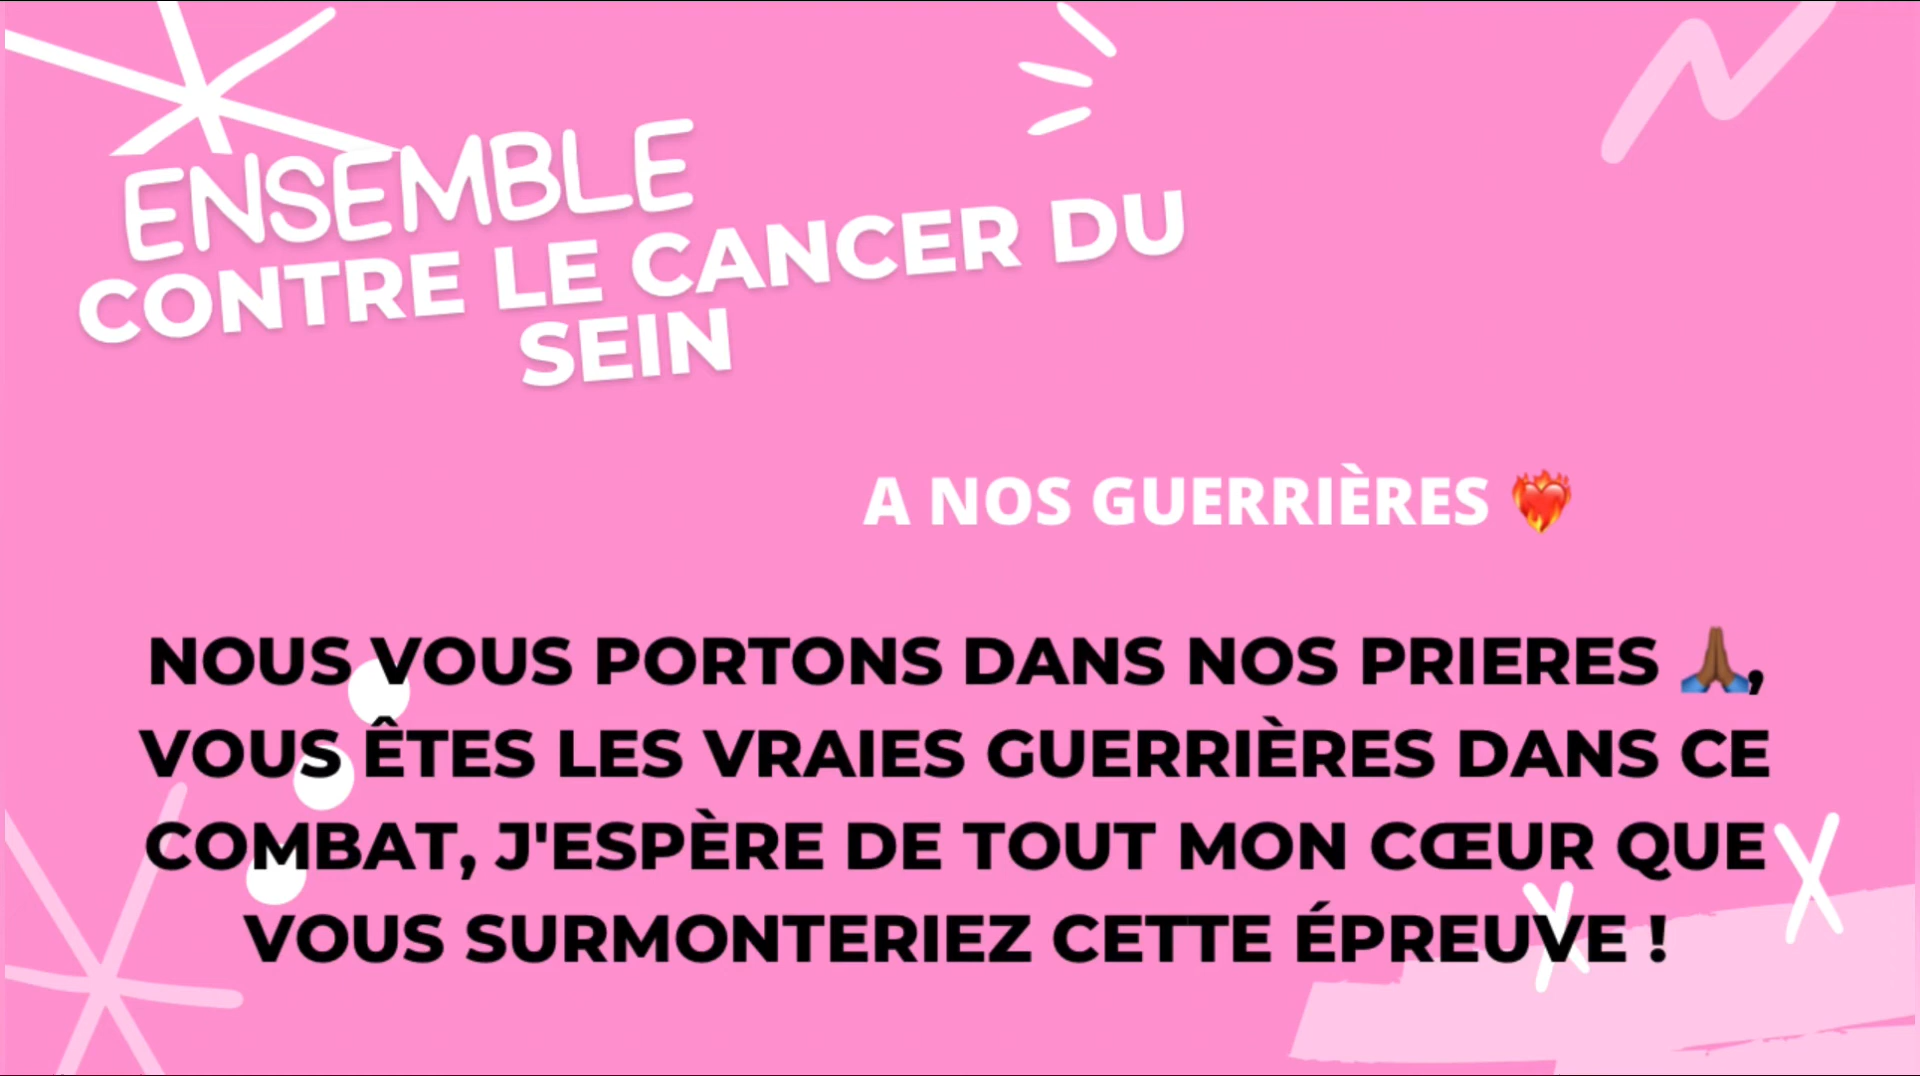 ENSEMBLE
CONTRE LE CANCER DU
SEIN
A NOS GUERRIÈRES ❤️‍🔥
NOUS VOUS PORTONS DANS NOS PRIERES 🙏🏾,
VOUS ÊTES LES VRAIES GUERRIÈRES DANS CE
COMBAT, J'ESPÈRE DE TOUT MON CŒUR QUE
VOUS SURMONTERIEZ CETTE ÉPREUVE !